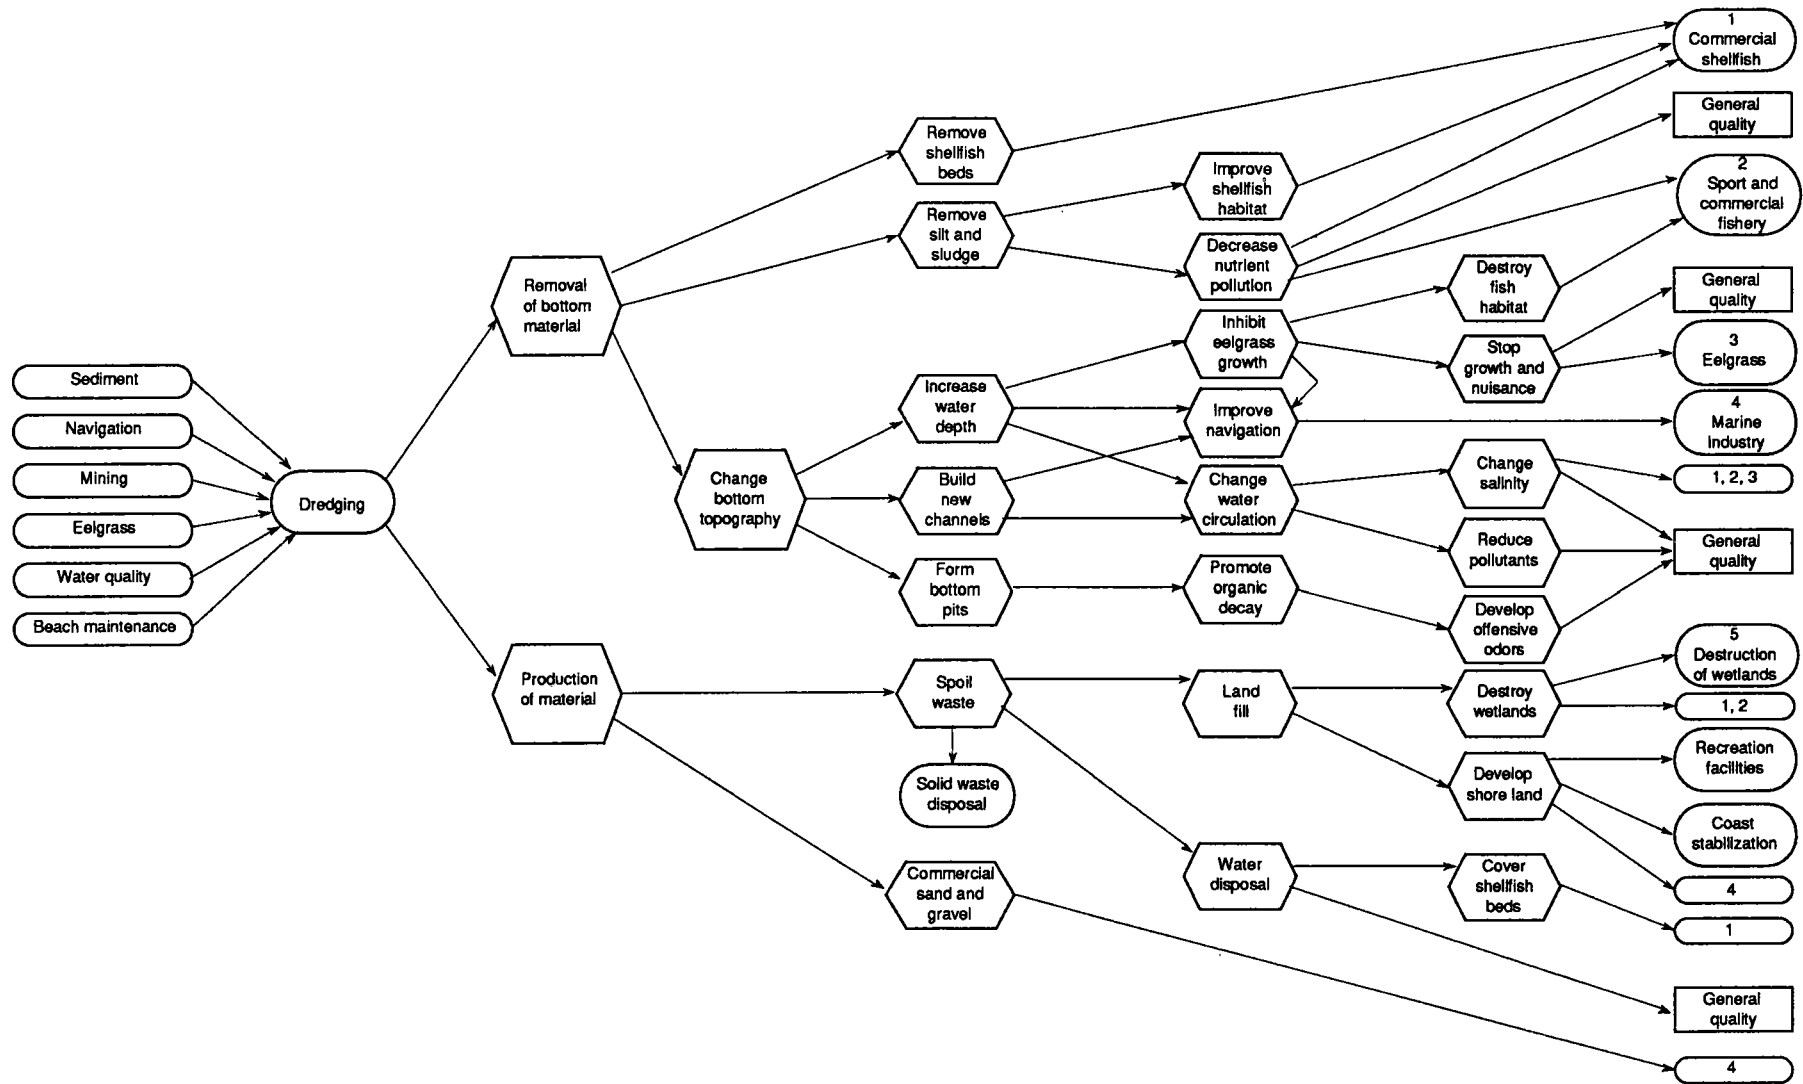 Sediment
Navigation
Mining
Eelgrass
Water quality
Beach maintenance
Dredging
Removal
of bottom
material
Production
of material
Change
bottom
topography
Remove
shellfish
beds
Remove
silt and
sludge
Increase
water
depth
Build
new
channels
Form
bottom
pits
Spoil
waste
Solid waste
disposal
Commercial
sand and
gravel
Improve
shellfish
habitat
Decrease
nutrient
pollution
Inhibit
eelgrass
growth
Improve
navigation
Change
water
circulation
Promote
organic
decay
Land
fill
Water
disposal
Destroy
fish
habitat
Stop
growth and
nuisance
Change
salinity
Reduce
pollutants
Develop
offensive
odors
Destroy
wetlands
Develop
shore land
Cover
shellfish
beds
1
Commercial
shellfish
General
quality
2
Sport and
commercial
fishery
General
quality
3
Eelgrass
4
Marine
industry
1, 2, 3
General
quality
5
Destruction
of wetlands
1, 2
Recreation
facilities
Coast
stabilization
4
1
General
quality
4